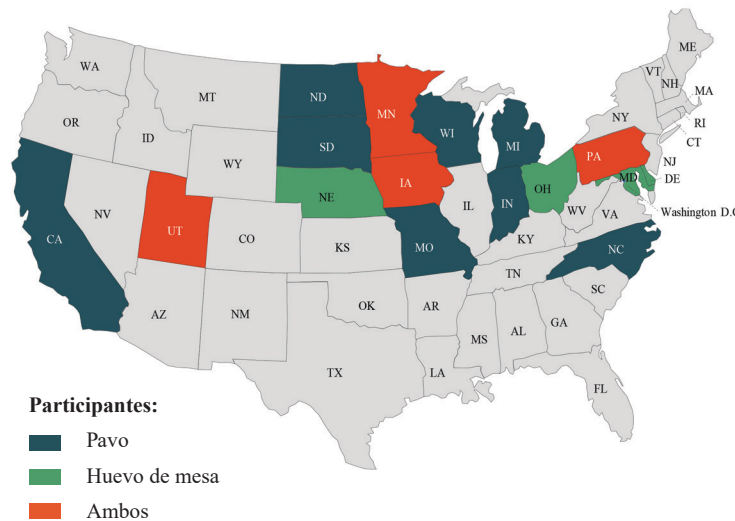 ME
WA
VT
NH
MT
ND
MA
MN
OR
NY
WI
ID
SD
MI
RI
CT
WY
PA
IA
NJ
NE
OH
MD
DE
IN
IL
NV
WV
UT
VA
Washington D.C
CO
CA
KS
MO
KY
NC
TN
OK
AR
SC
AZ
NM
MS
AL
GA
LA
TX
FL
Participantes:
Pavo
Huevo de mesa
Ambos